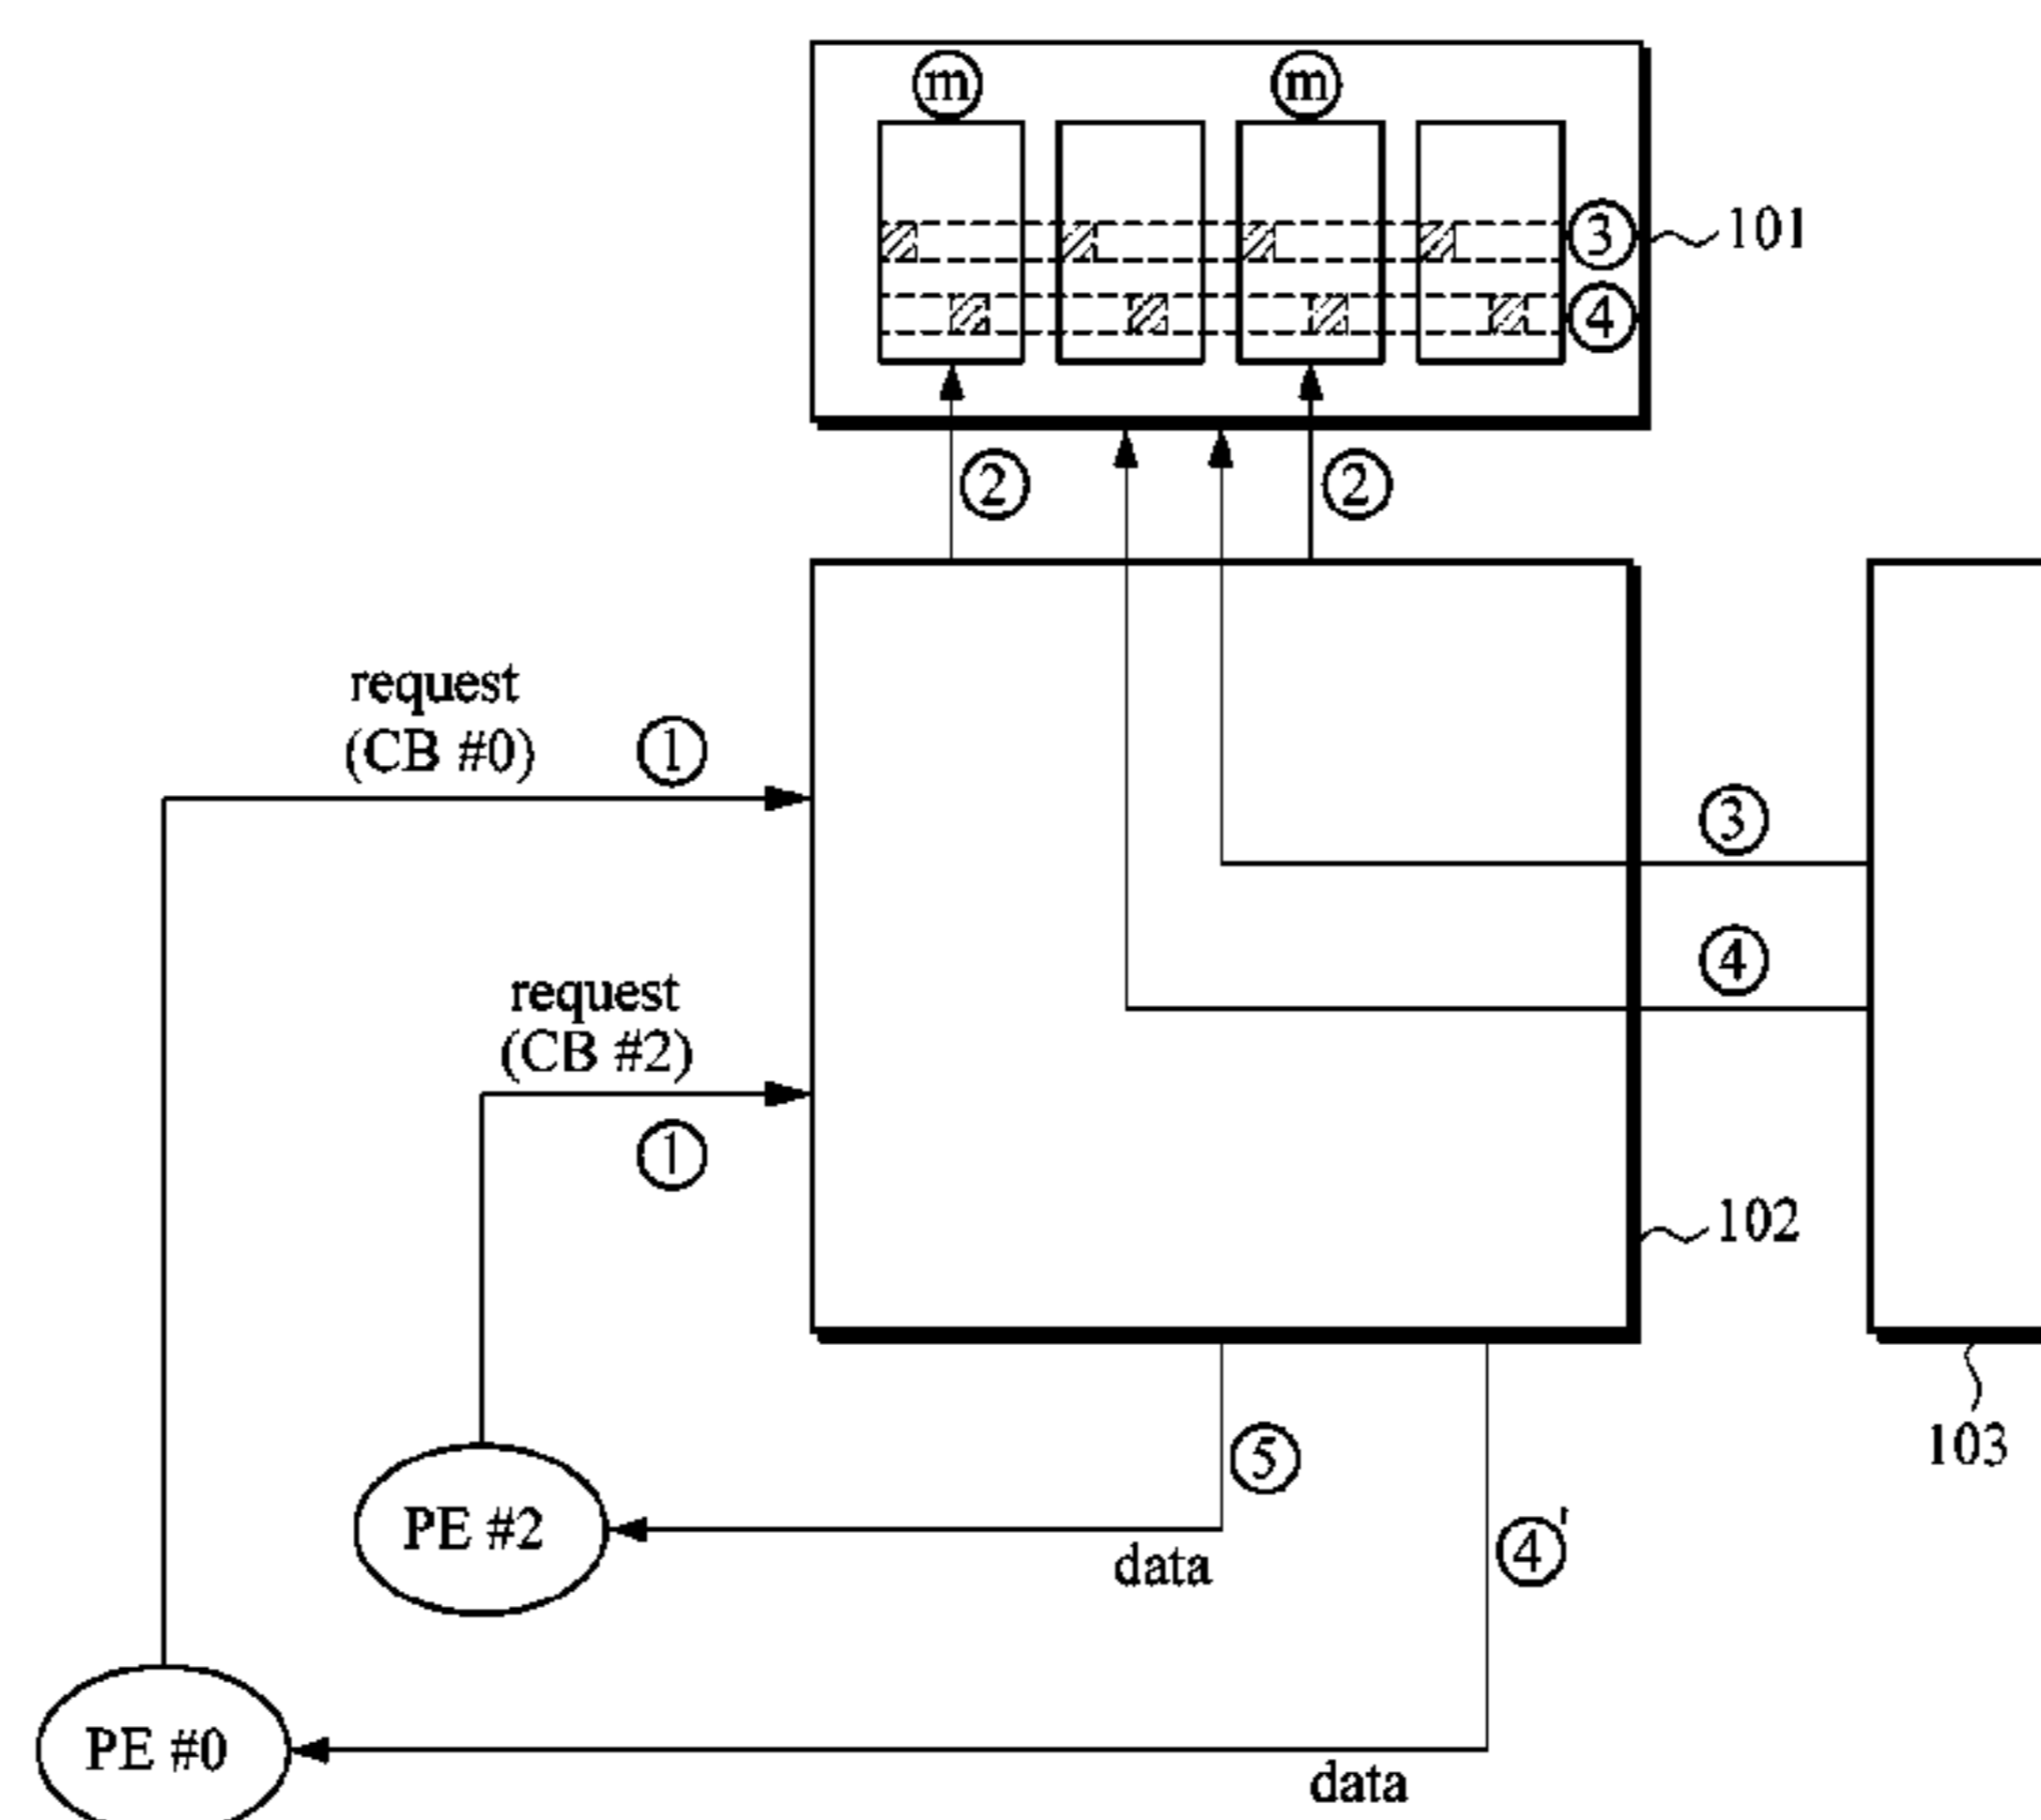 ⓜ ⓜ
③ 101
④
② ②
request
(CB #0) ①
③
request
(CB #2) ④
①
102
103
⑤
PE #2
④'
data
PE #0
data